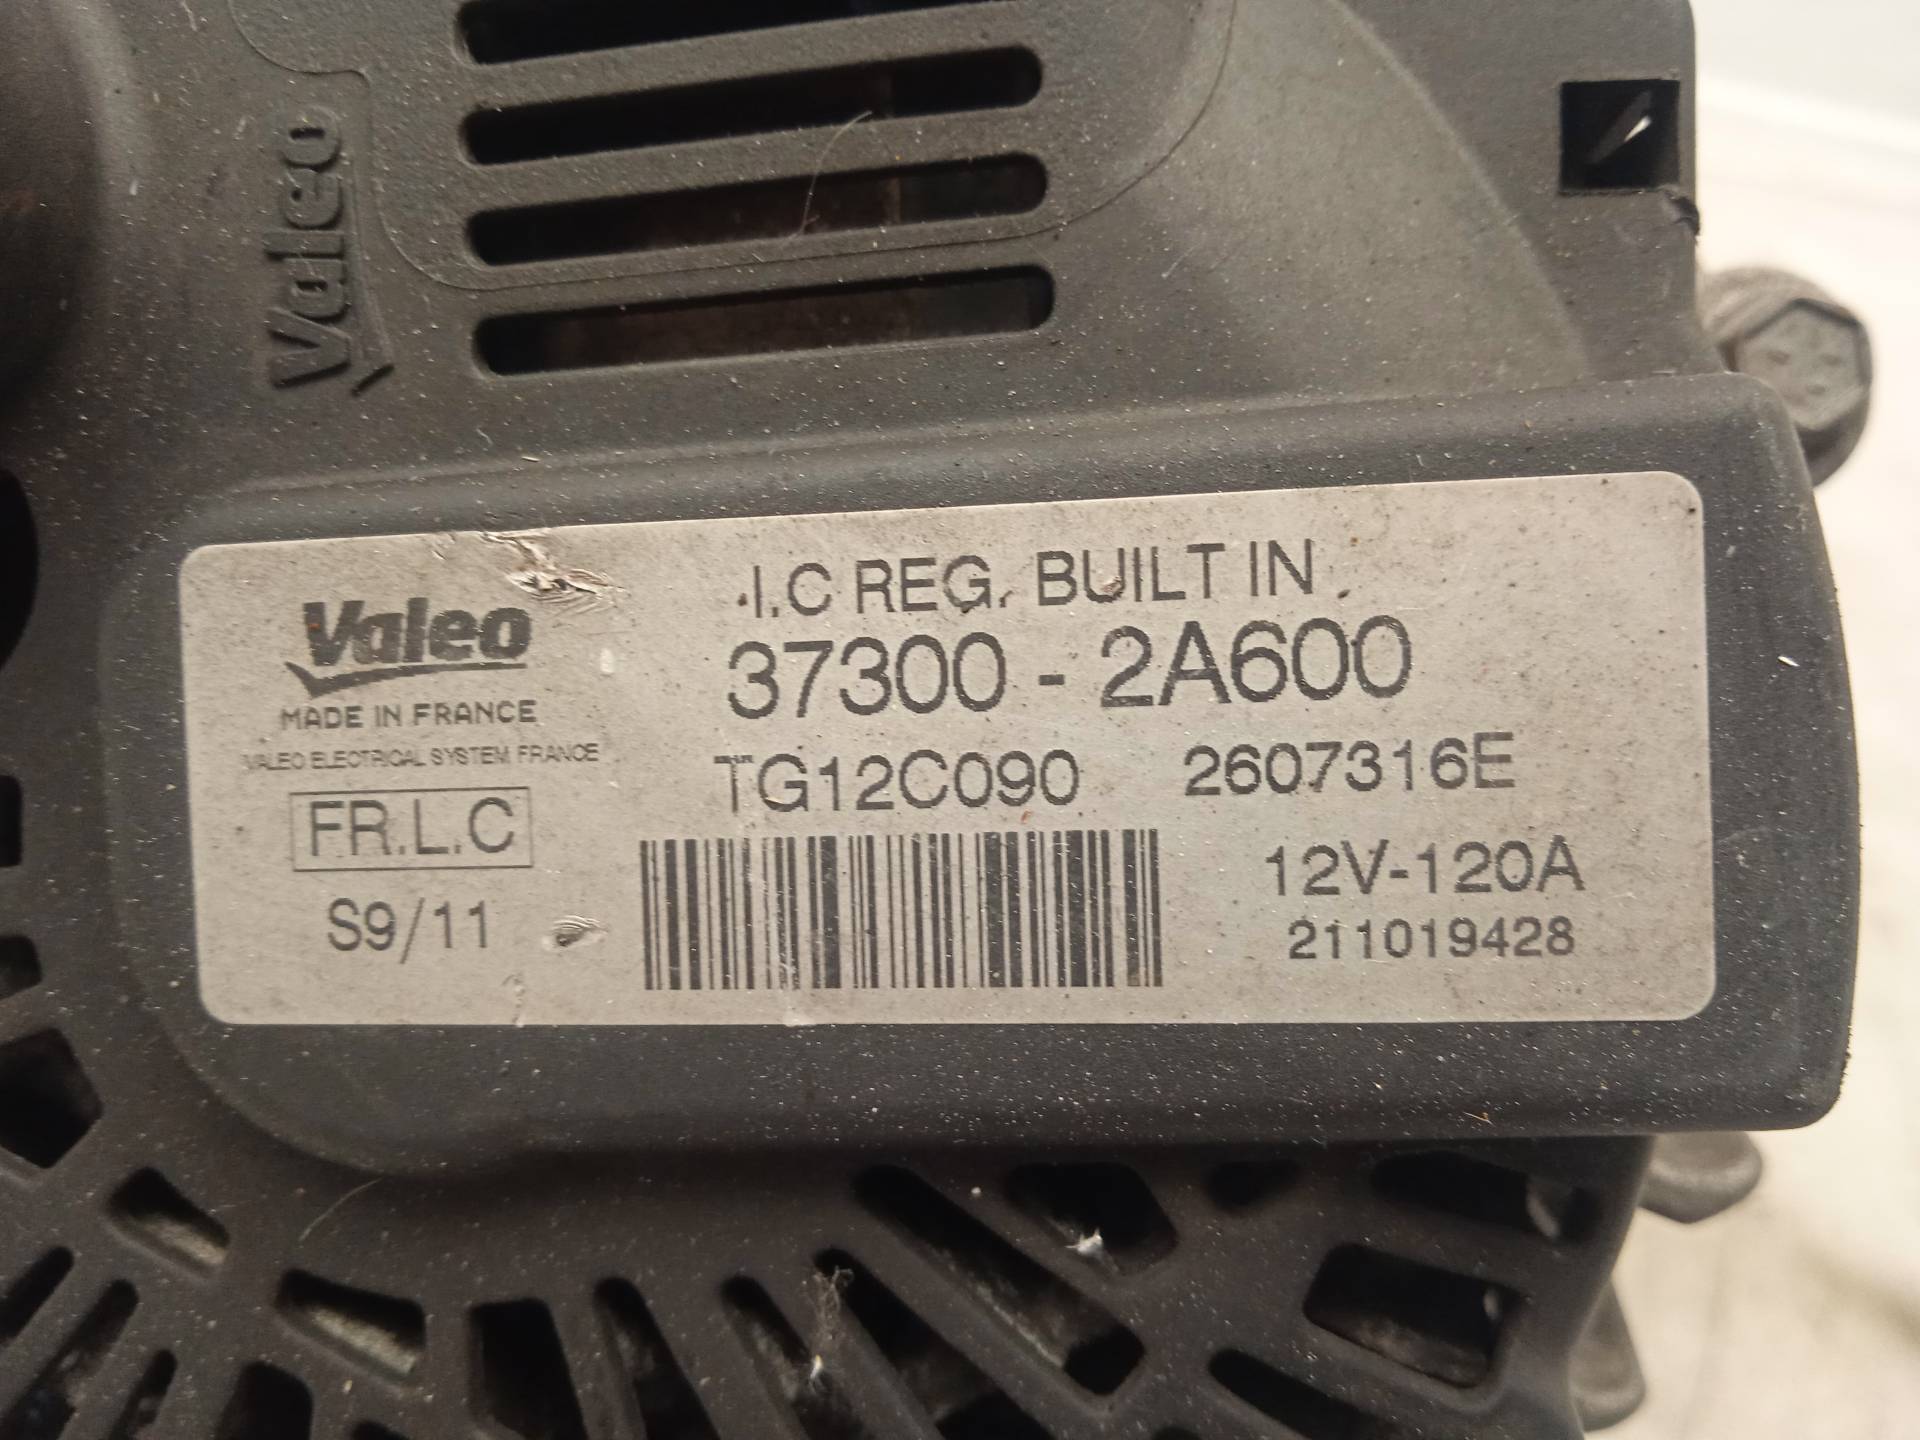 Valeo
Valeo
MADE IN FRANCE
VALEO ELECTRICAL SYSTEM FRANCE
FR.L.C
S9/11
I.C REG. BUILT IN
37300 - 2A600
TG12C090 2607316E
12V-120A
211019428